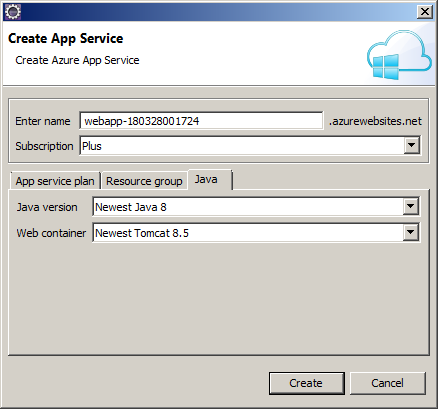 Create App Service
Create Azure App Service
Enter name webapp-180328001724 .azurewebsites.net
Subscription Plus
App service plan Resource group Java
Java version Newest Java 8
Web container Newest Tomcat 8.5
Create Cancel